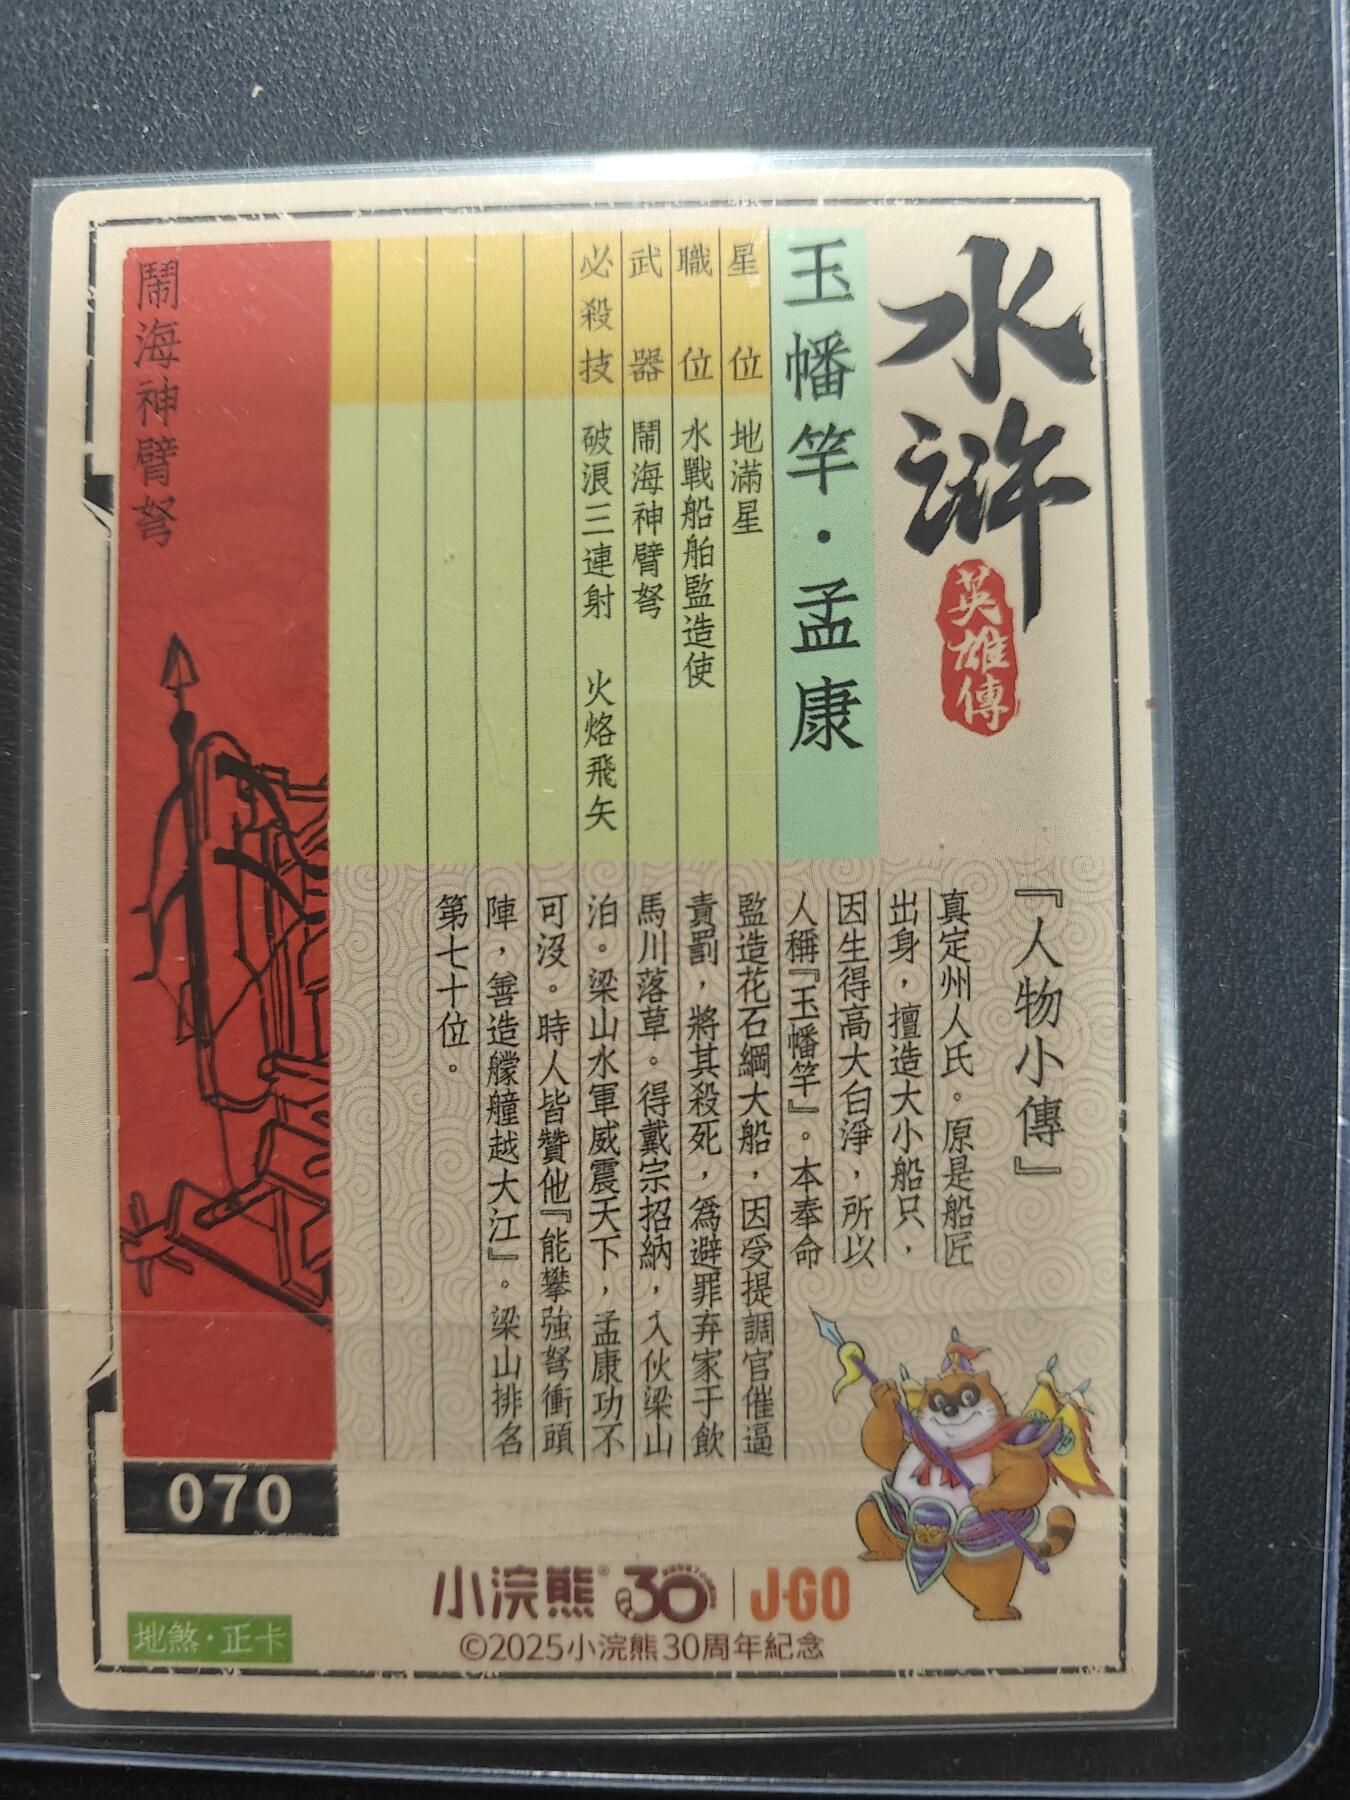 水滸
英雄傳
玉幡竿·孟康
星位 地滿星
職位 水戰船舶監造使
武器 鬧海神臂弩
必殺技 破浪三連射 火烙飛矢
『人物小傳』
真定州人氏。原是船匠
出身，擅造大小船只，
因生得高大白淨，所以
人稱『玉幡竿』。本奉命
監造花石綱大船，因受提調官催逼
責罰，將其殺死，爲避罪弃家于飲
馬川落草。得戴宗招納，入伙梁山
泊。梁山水軍威震天下，孟康功不
可沒。時人皆贊他『能攀強弩衝頭
陣，善造艨艟越大江』。梁山排名
第七十位。
鬧海神臂弩
070
小浣熊® 30 | J·GO
©2025小浣熊30周年紀念
地煞·正卡